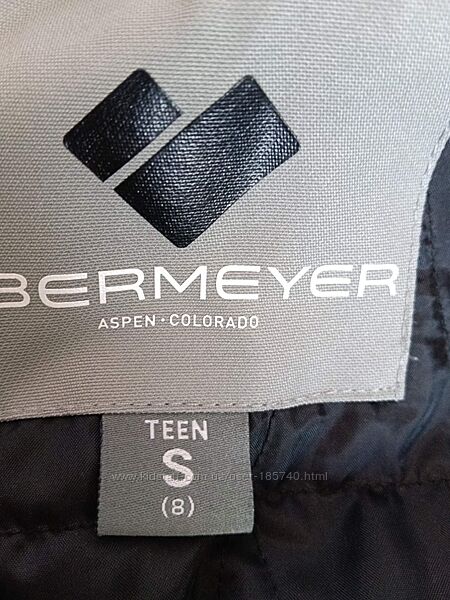 BERMEYER
ASPEN · COLORADO
TEEN
S
(8)